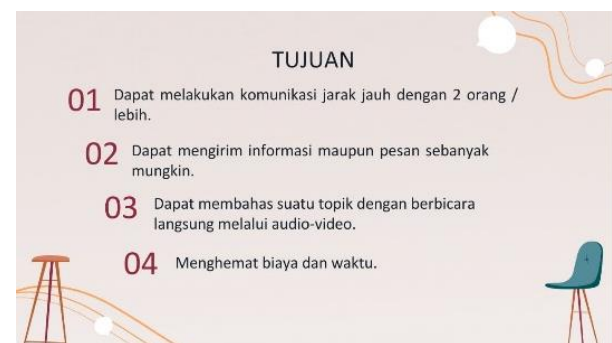 TUJUAN
01 Dapat melakukan komunikasi jarak jauh dengan 2 orang /
lebih.
02 Dapat mengirim informasi maupun pesan sebanyak
mungkin.
03 Dapat membahas suatu topik dengan berbicara
langsung melalui audio-video.
04 Menghemat biaya dan waktu.